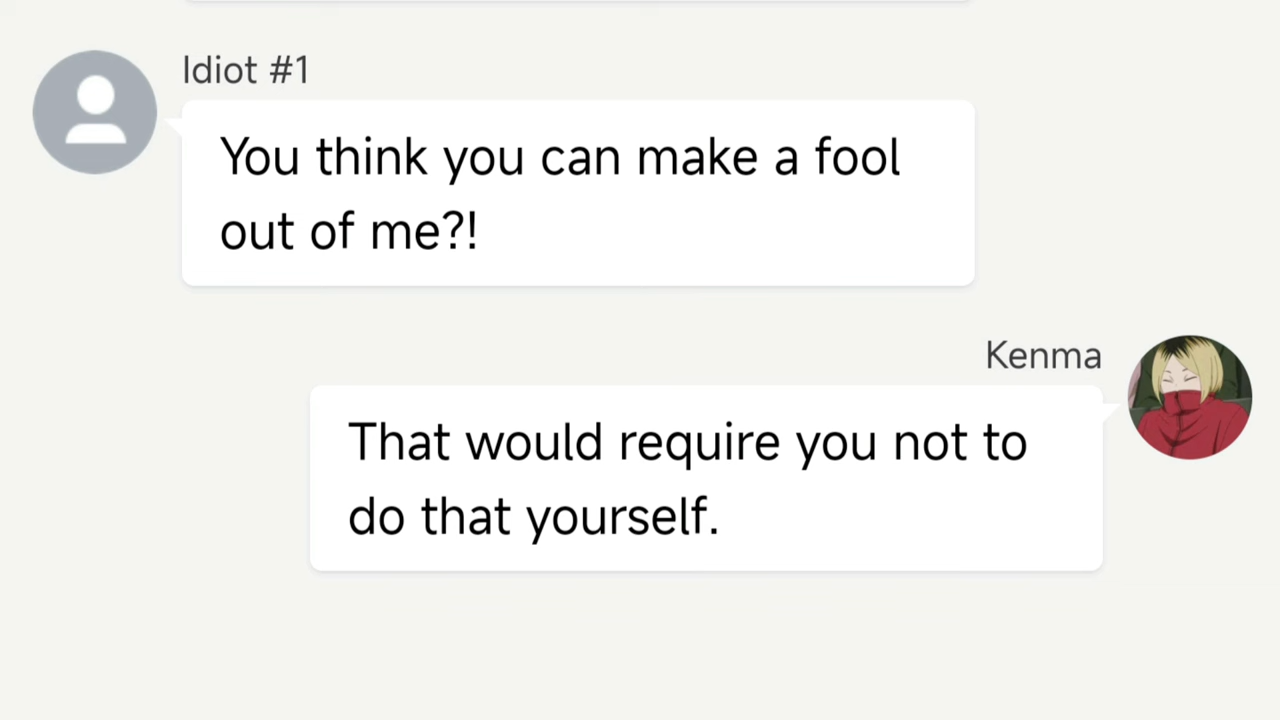 Idiot #1
You think you can make a fool
out of me?!
Kenma
That would require you not to
do that yourself.